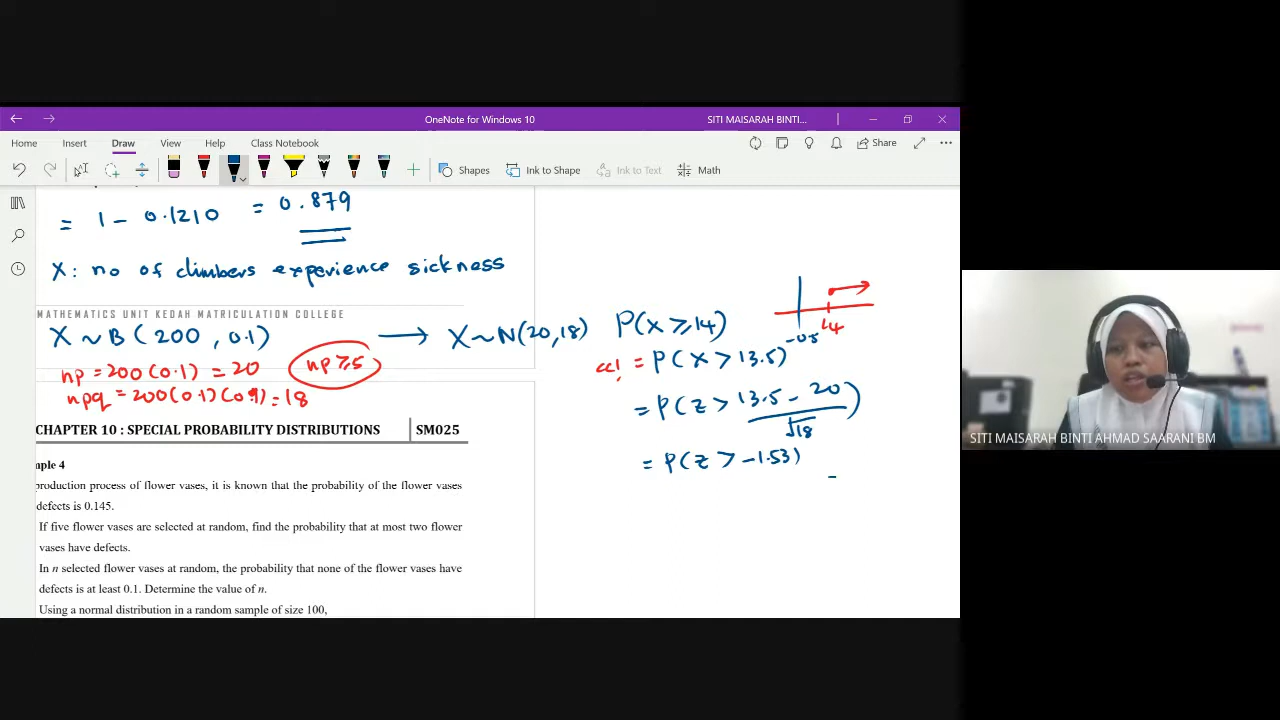 OneNote for Windows 10
SITI MAISARAH BINTI...
Home Insert Draw View Help Class Notebook
Share
Shapes Ink to Shape Ink to Text Math
= 1 - 0.1210 = 0.879
X: no of climbers experience sickness
MATHEMATICS UNIT KEDAH MATRICULATION COLLEGE
X ~ B(200, 0.1) → X ~ N(20,18) P(X ≥ 14)
np = 200(0.1) = 20
np ≥ 5
npq = 200(0.1)(0.9) = 18
14
-0.5
cc! = P(X > 13.5)
= P(Z > 13.5 - 20 / √18)
= P(Z > -1.53)
CHAPTER 10 : SPECIAL PROBABILITY DISTRIBUTIONS SM025
mple 4
production process of flower vases, it is known that the probability of the flower vases
defects is 0.145.
If five flower vases are selected at random, find the probability that at most two flower
vases have defects.
In n selected flower vases at random, the probability that none of the flower vases have
defects is at least 0.1. Determine the value of n.
Using a normal distribution in a random sample of size 100,
SITI MAISARAH BINTI AHMAD SAARANI BM